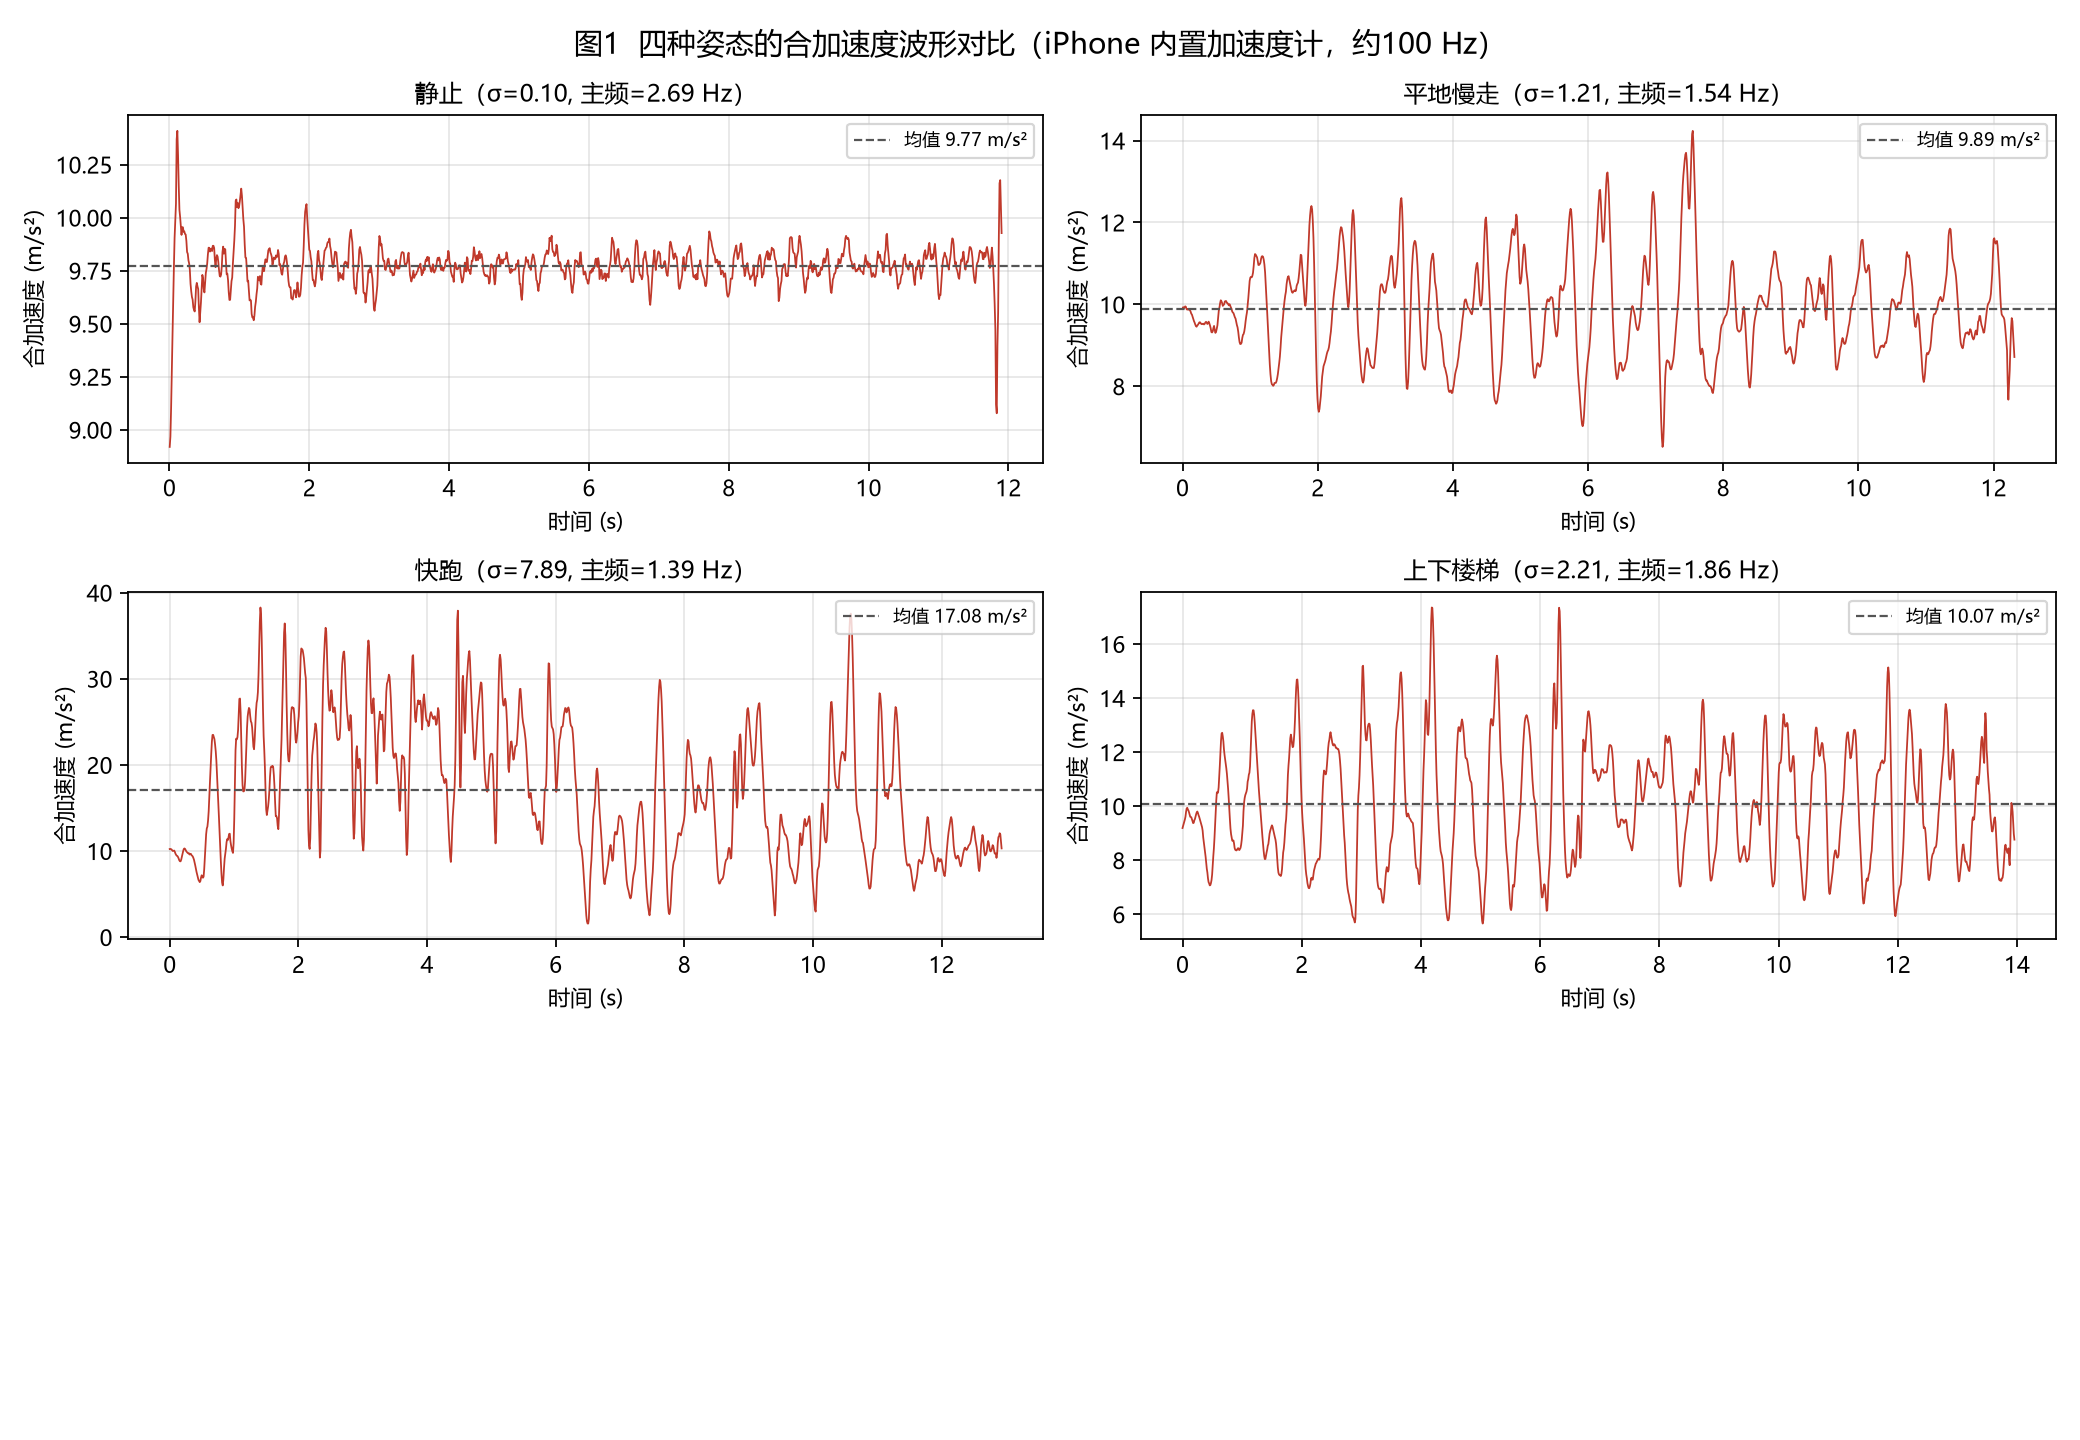 图1  四种姿态的合加速度波形对比（iPhone 内置加速度计，约100 Hz）
静止（σ=0.10, 主频=2.69 Hz）
均值 9.77 m/s²
合加速度 (m/s²)
10.25
10.00
9.75
9.50
9.25
9.00
0 2 4 6 8 10 12
时间 (s)
平地慢走（σ=1.21, 主频=1.54 Hz）
均值 9.89 m/s²
合加速度 (m/s²)
14
12
10
8
0 2 4 6 8 10 12
时间 (s)
快跑（σ=7.89, 主频=1.39 Hz）
均值 17.08 m/s²
合加速度 (m/s²)
40
30
20
10
0
0 2 4 6 8 10 12
时间 (s)
上下楼梯（σ=2.21, 主频=1.86 Hz）
均值 10.07 m/s²
合加速度 (m/s²)
16
14
12
10
8
6
0 2 4 6 8 10 12 14
时间 (s)